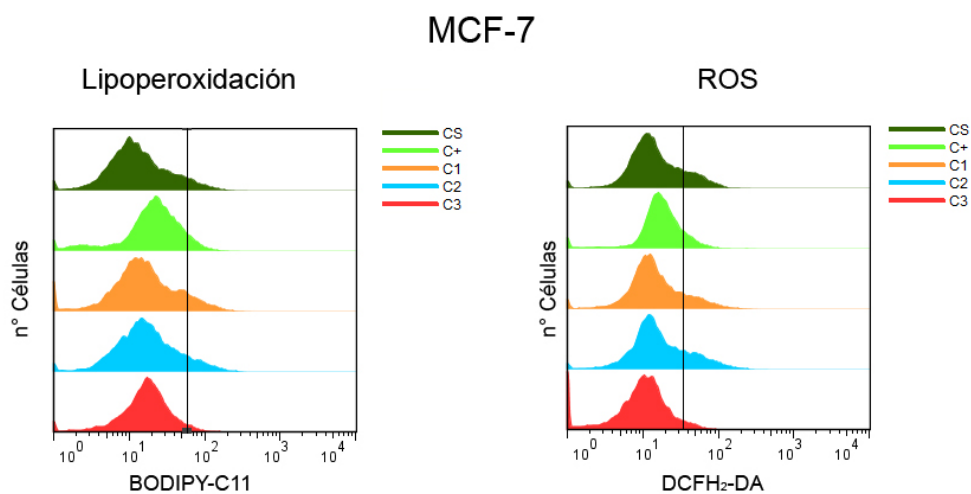 MCF-7
Lipoperoxidación
n° Células
CS
C+
C1
C2
C3
10⁰ 10¹ 10² 10³ 10⁴
BODIPY-C11
ROS
n° Células
CS
C+
C1
C2
C3
10⁰ 10¹ 10² 10³ 10⁴
DCFH₂-DA